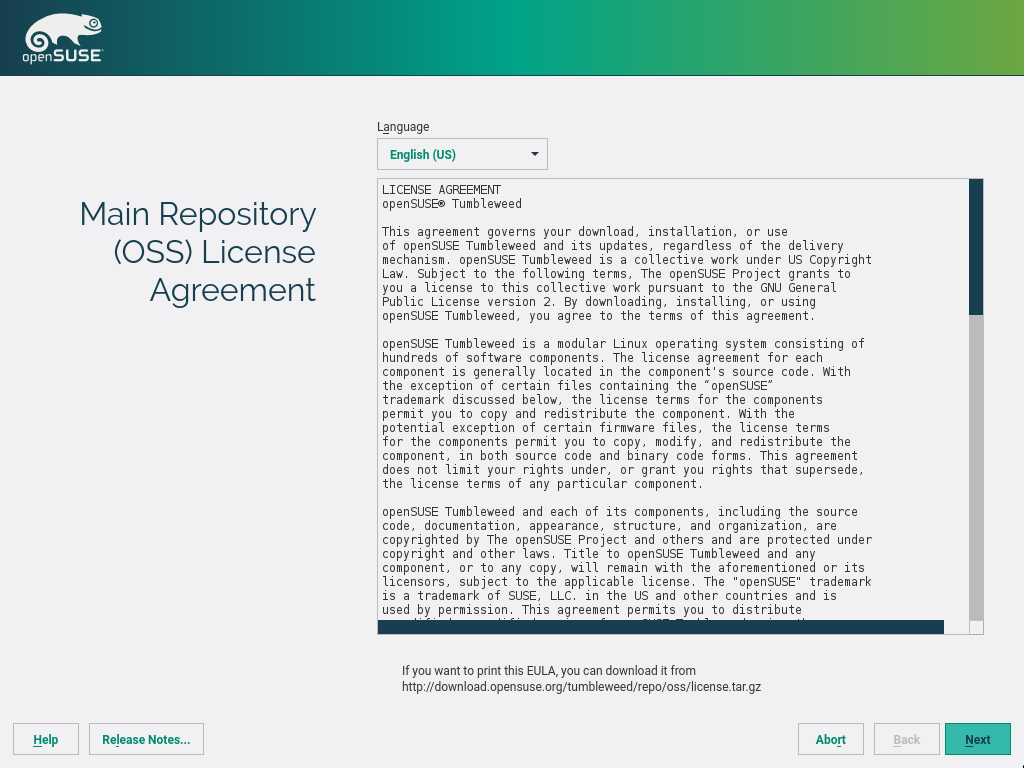 openSUSE
Language
English (US)
Main Repository
(OSS) License
Agreement
LICENSE AGREEMENT
openSUSE® Tumbleweed
This agreement governs your download, installation, or use
of openSUSE Tumbleweed and its updates, regardless of the delivery
mechanism. openSUSE Tumbleweed is a collective work under US Copyright
Law. Subject to the following terms, The openSUSE Project grants to
you a license to this collective work pursuant to the GNU General
Public License version 2. By downloading, installing, or using
openSUSE Tumbleweed, you agree to the terms of this agreement.
openSUSE Tumbleweed is a modular Linux operating system consisting of
hundreds of software components. The license agreement for each
component is generally located in the component's source code. With
the exception of certain files containing the “openSUSE”
trademark discussed below, the license terms for the components
permit you to copy and redistribute the component. With the
potential exception of certain firmware files, the license terms
for the components permit you to copy, modify, and redistribute the
component, in both source code and binary code forms. This agreement
does not limit your rights under, or grant you rights that supersede,
the license terms of any particular component.
openSUSE Tumbleweed and each of its components, including the source
code, documentation, appearance, structure, and organization, are
copyrighted by The openSUSE Project and others and are protected under
copyright and other laws. Title to openSUSE Tumbleweed and any
component, or to any copy, will remain with the aforementioned or its
licensors, subject to the applicable license. The "openSUSE" trademark
is a trademark of SUSE, LLC. in the US and other countries and is
used by permission. This agreement permits you to distribute
If you want to print this EULA, you can download it from
http://download.opensuse.org/tumbleweed/repo/oss/license.tar.gz
Help
Release Notes...
Abort
Back
Next